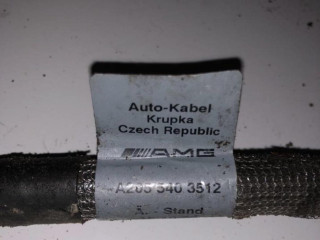 Auto-Kabel
Krupka
Czech Republic
AMG
A205 540 3512
Stand